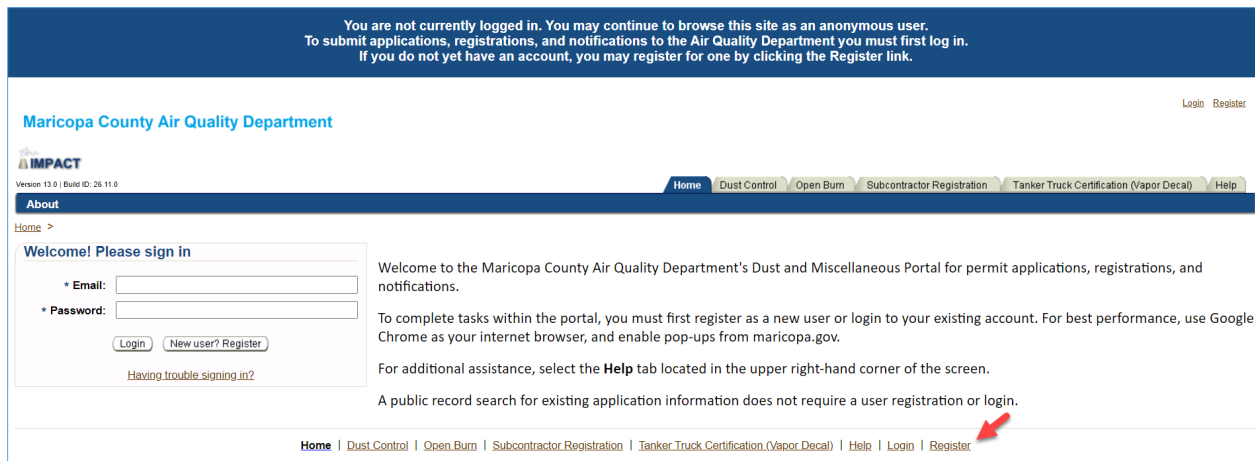 You are not currently logged in. You may continue to browse this site as an anonymous user.
To submit applications, registrations, and notifications to the Air Quality Department you must first log in.
If you do not yet have an account, you may register for one by clicking the Register link.
Login Register
Maricopa County Air Quality Department
IMPACT
Version 13.0 | Build ID: 26.11.0
Home Dust Control Open Burn Subcontractor Registration Tanker Truck Certification (Vapor Decal) Help
About
Home >
Welcome! Please sign in
* Email:
* Password:
Login New user? Register
Having trouble signing in?
Welcome to the Maricopa County Air Quality Department's Dust and Miscellaneous Portal for permit applications, registrations, and
notifications.
To complete tasks within the portal, you must first register as a new user or login to your existing account. For best performance, use Google
Chrome as your internet browser, and enable pop-ups from maricopa.gov.
For additional assistance, select the Help tab located in the upper right-hand corner of the screen.
A public record search for existing application information does not require a user registration or login.
Home | Dust Control | Open Burn | Subcontractor Registration | Tanker Truck Certification (Vapor Decal) | Help | Login | Register